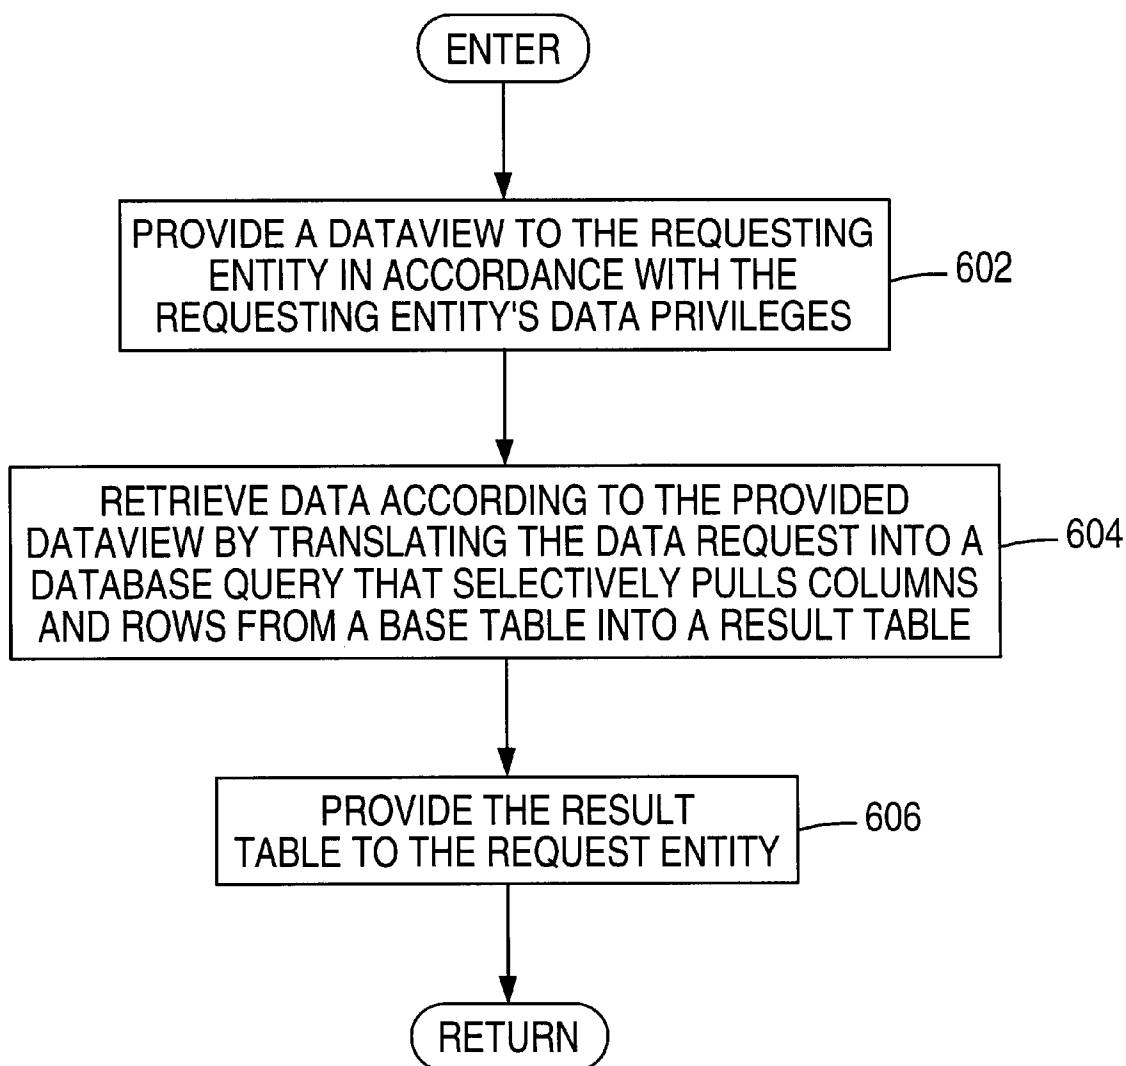 ENTER
PROVIDE A DATAVIEW TO THE REQUESTING
ENTITY IN ACCORDANCE WITH THE
REQUESTING ENTITY'S DATA PRIVILEGES
602
RETRIEVE DATA ACCORDING TO THE PROVIDED
DATAVIEW BY TRANSLATING THE DATA REQUEST INTO A
DATABASE QUERY THAT SELECTIVELY PULLS COLUMNS
AND ROWS FROM A BASE TABLE INTO A RESULT TABLE
604
PROVIDE THE RESULT
TABLE TO THE REQUEST ENTITY
606
RETURN